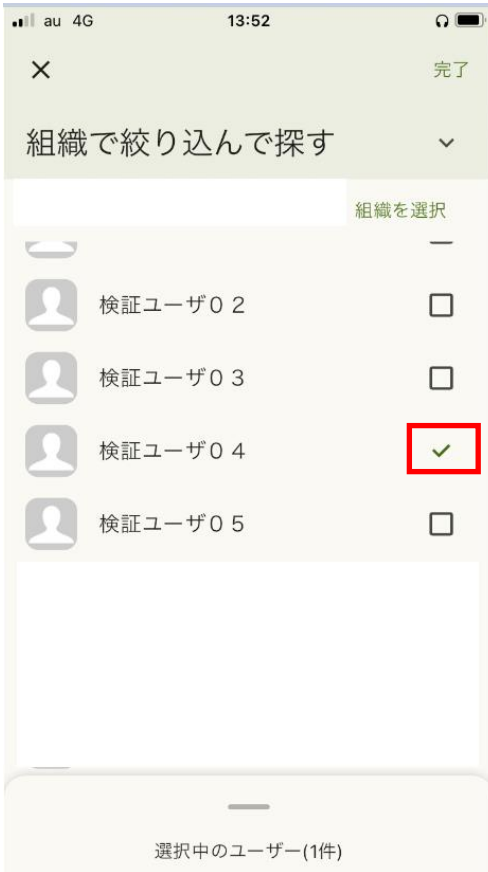 au 4G 13:52
完了
組織で絞り込んで探す
組織を選択
検証ユーザ０２
検証ユーザ０３
検証ユーザ０４
検証ユーザ０５
選択中のユーザー(1件)